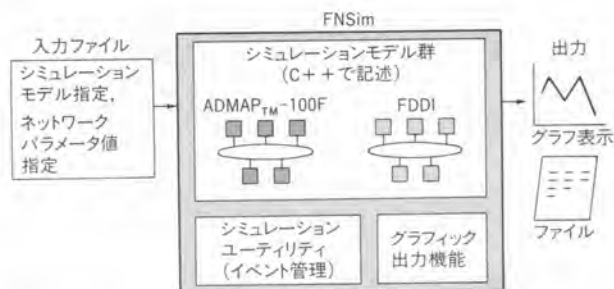 FNSim
入力ファイル
シミュレーション
モデル指定,
ネットワーク
パラメータ値
指定
シミュレーションモデル群
(C++で記述)
ADMAPTM-100F
FDDI
シミュレーション
ユーティリティ
(イベント管理)
グラフィック
出力機能
出力
グラフ表示
ファイル